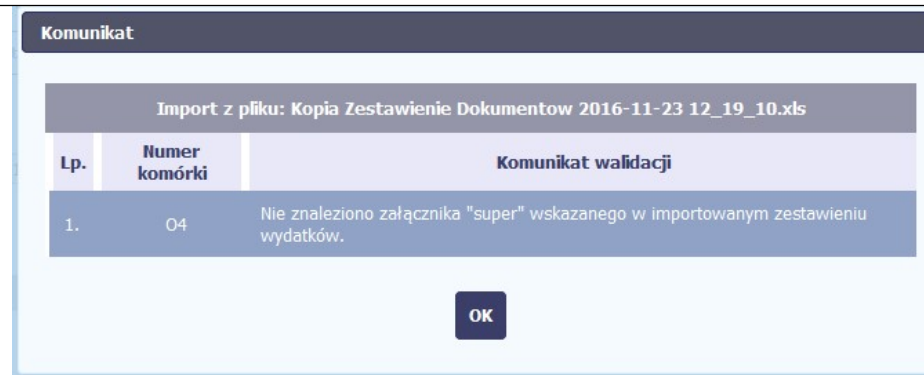 Komunikat
Import z pliku: Kopia Zestawienie Dokumentow 2016-11-23 12_19_10.xls
Lp.
Numer
komórki
Komunikat walidacji
1.
O4
Nie znaleziono załącznika "super" wskazanego w importowanym zestawieniu
wydatków.
OK